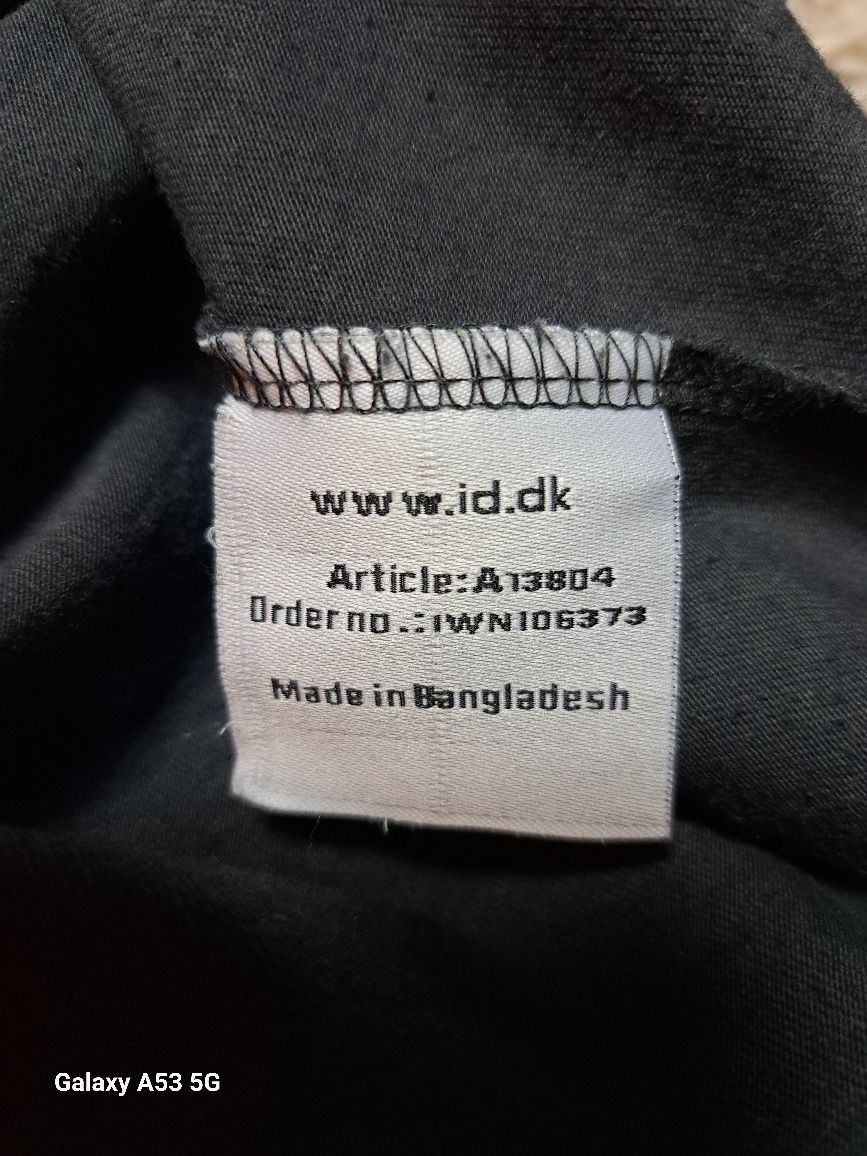 www.id.dk
Article:A13804
Order no.:IWN106373
Made in Bangladesh
Galaxy A53 5G